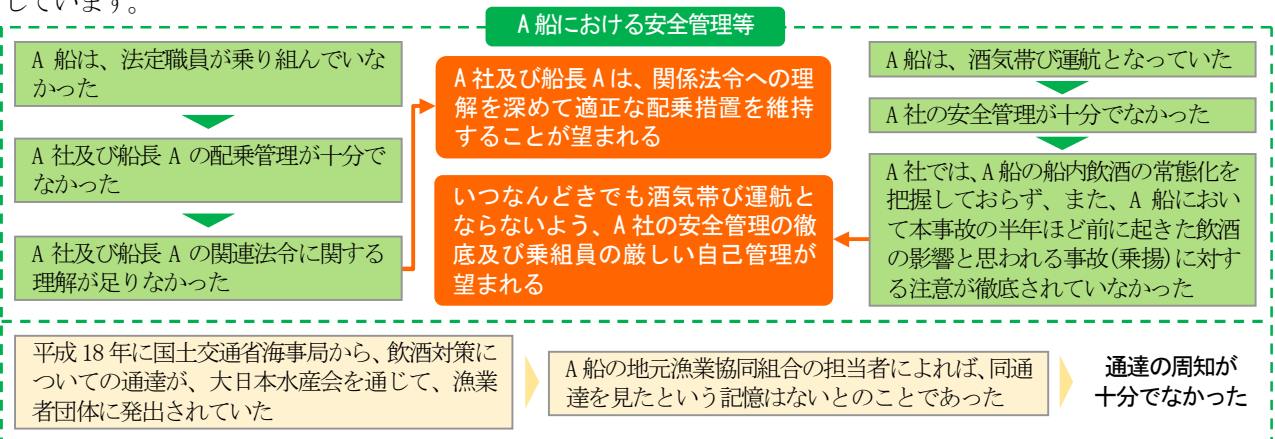 しています。
A 船における安全管理等
A 船は、法定職員が乗り組んでいな
かった
A 社及び船長 A の配乗管理が十分で
なかった
A 社及び船長 A の関連法令に関する
理解が足りなかった
A 社及び船長 A は、関係法令への理
解を深めて適正な配乗措置を維持
することが望まれる
いつなんどきでも酒気帯び運航と
ならないよう、A 社の安全管理の徹
底及び乗組員の厳しい自己管理が
望まれる
A 船は、酒気帯び運航となっていた
A 社の安全管理が十分でなかった
A 社では、A 船の船内飲酒の常態化を
把握しておらず、また、A 船におい
て本事故の半年ほど前に起きた飲酒
の影響と思われる事故(乗揚)に対す
る注意が徹底されていなかった
平成 18 年に国土交通省海事局から、飲酒対策に
ついての通達が、大日本水産会を通じて、漁業
者団体に発出されていた
A 船の地元漁業協同組合の担当者によれば、同通
達を見たという記憶はないとのことであった
通達の周知が
十分でなかった